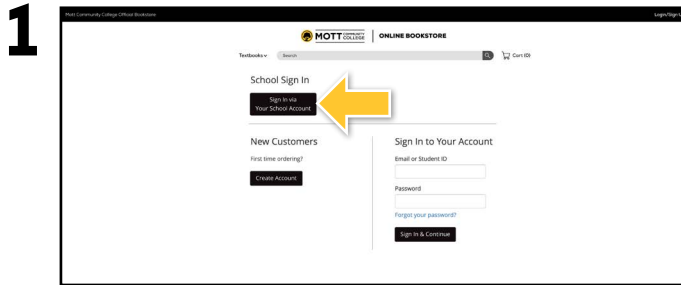 1
Mott Community College Official Bookstore
Login/Sign-U
MOTT COMMUNITY COLLEGE
ONLINE BOOKSTORE
Textbooks
Search
Cart (0)
School Sign In
Sign In via
Your School Account
New Customers
Sign In to Your Account
First time ordering?
Email or Student ID
Create Account
Password
Forgot your password?
Sign In & Continue